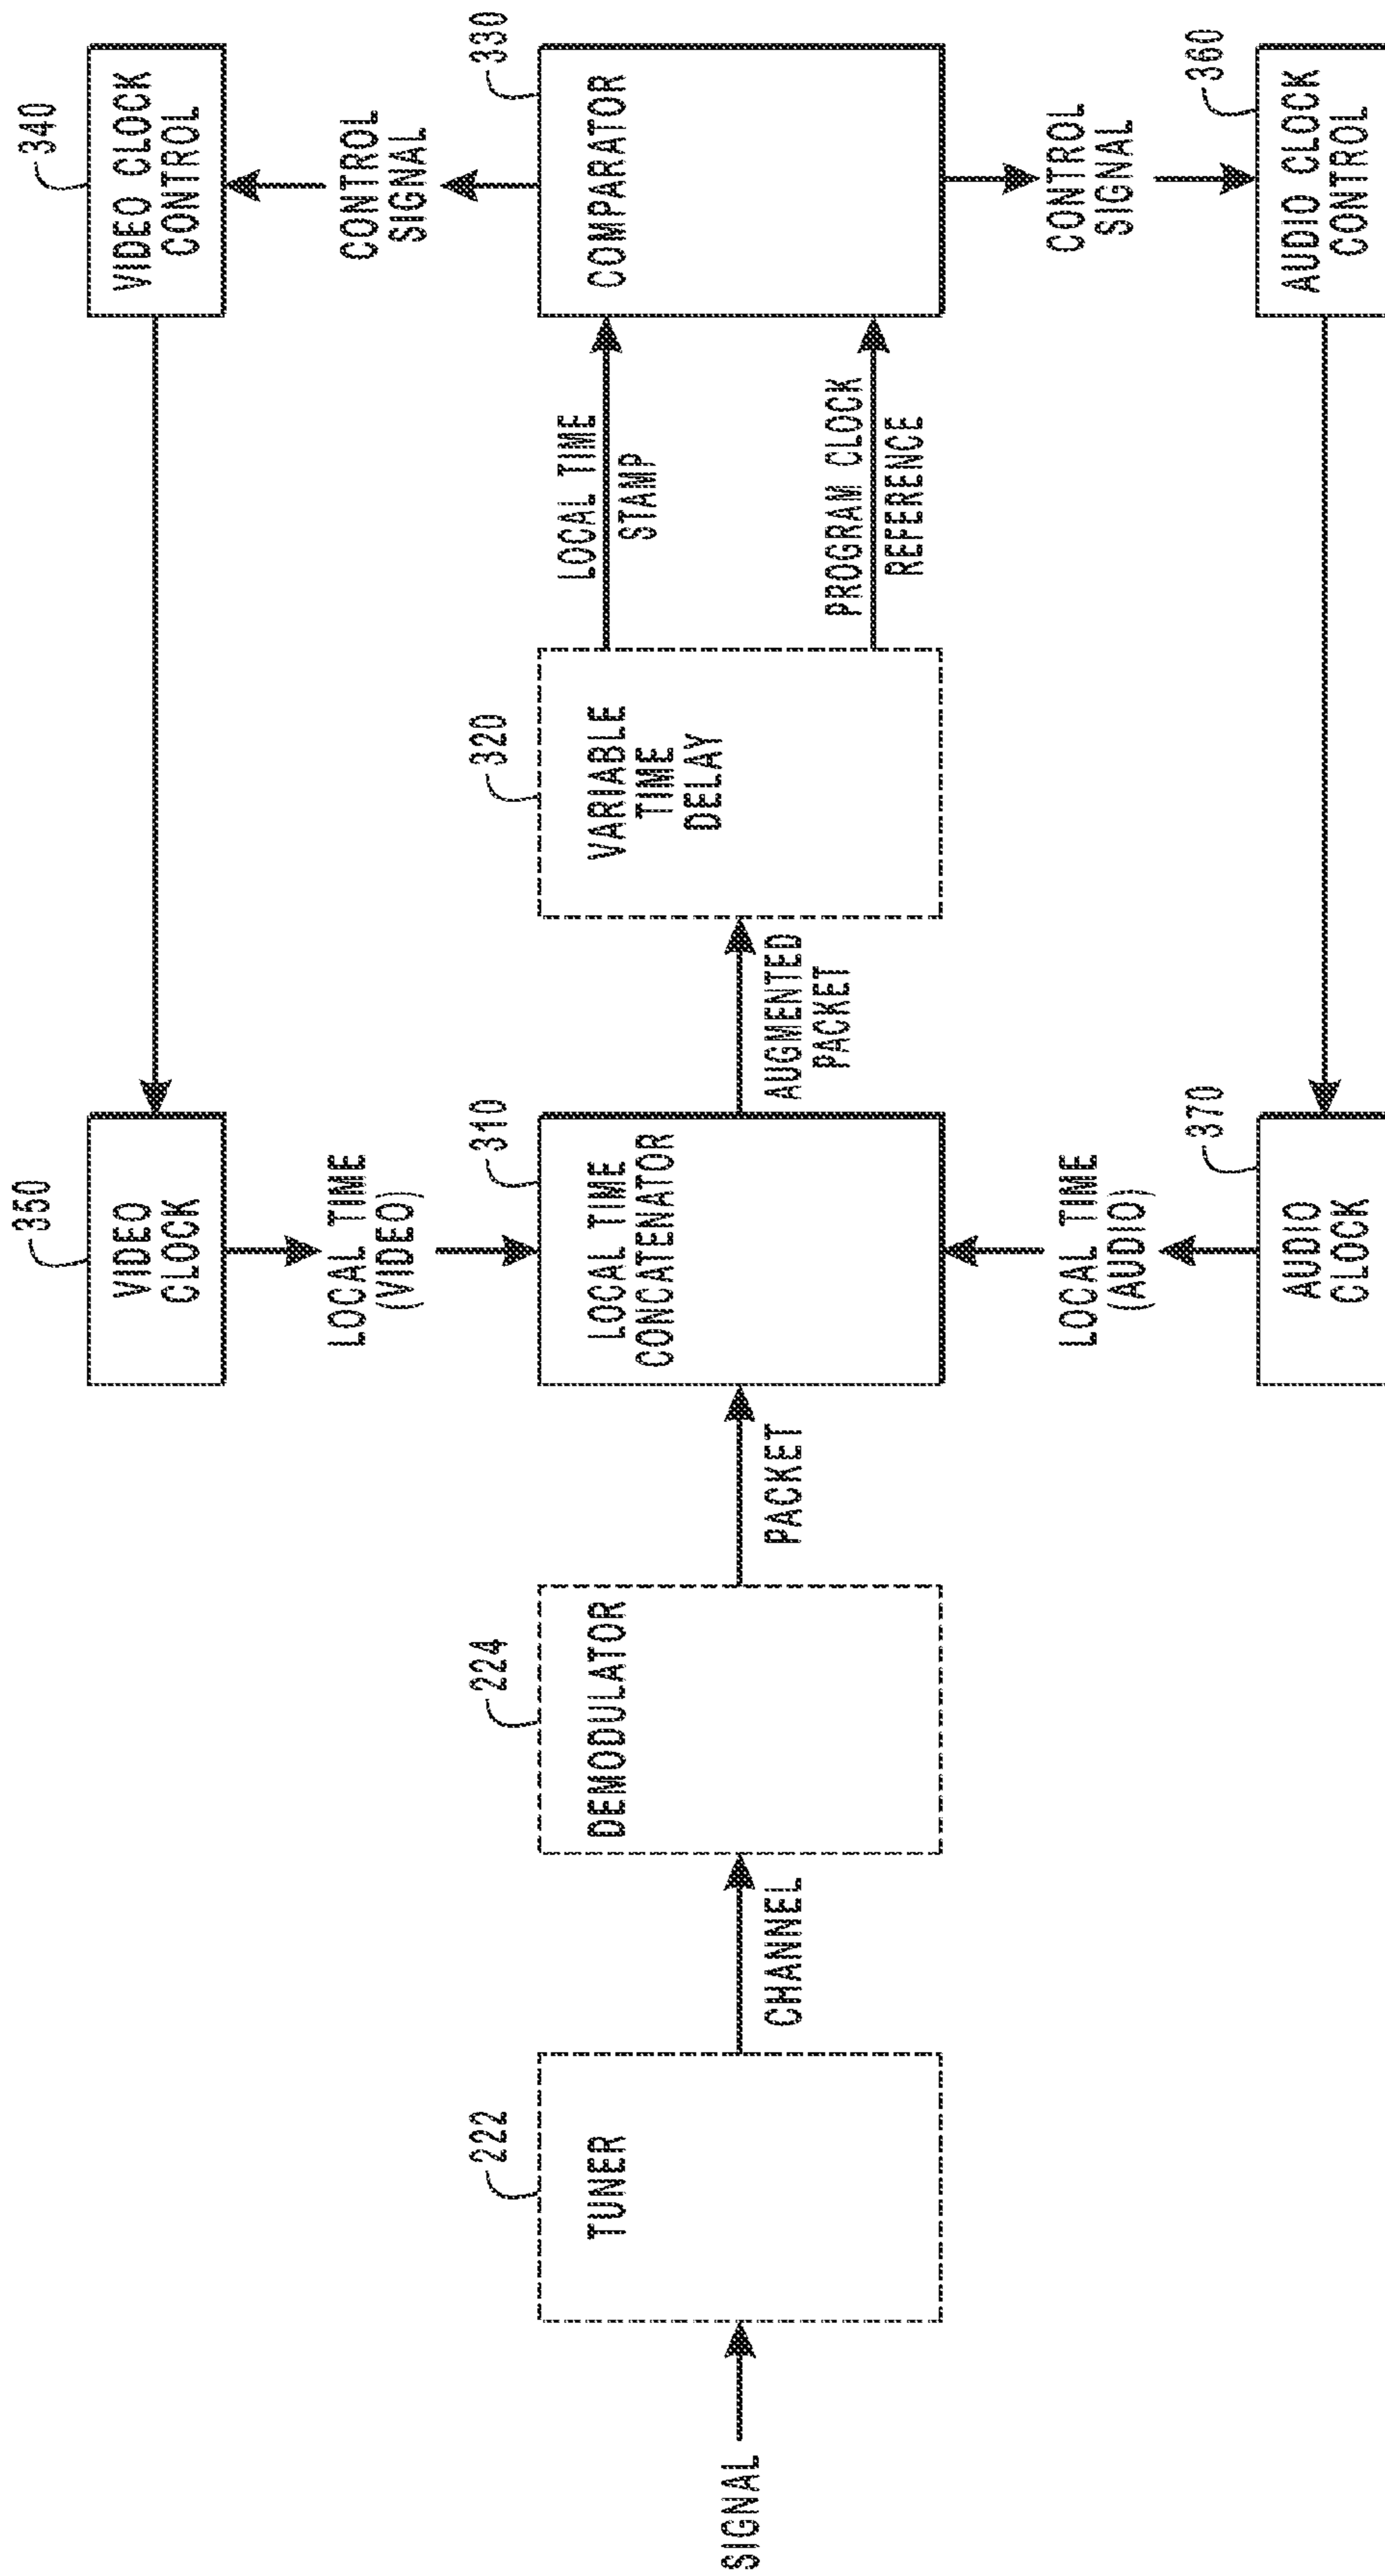 SIGNAL
222
TUNER
CHANNEL
224
DEMODULATOR
PACKET
350
VIDEO
CLOCK
LOCAL TIME
(VIDEO)
310
LOCAL TIME
CONCATENATOR
LOCAL TIME
(AUDIO)
370
AUDIO
CLOCK
AUGMENTED
PACKET
320
VARIABLE
TIME
DELAY
LOCAL TIME
STAMP
PROGRAM CLOCK
REFERENCE
340
VIDEO CLOCK
CONTROL
CONTROL
SIGNAL
330
COMPARATOR
CONTROL
SIGNAL
360
AUDIO CLOCK
CONTROL